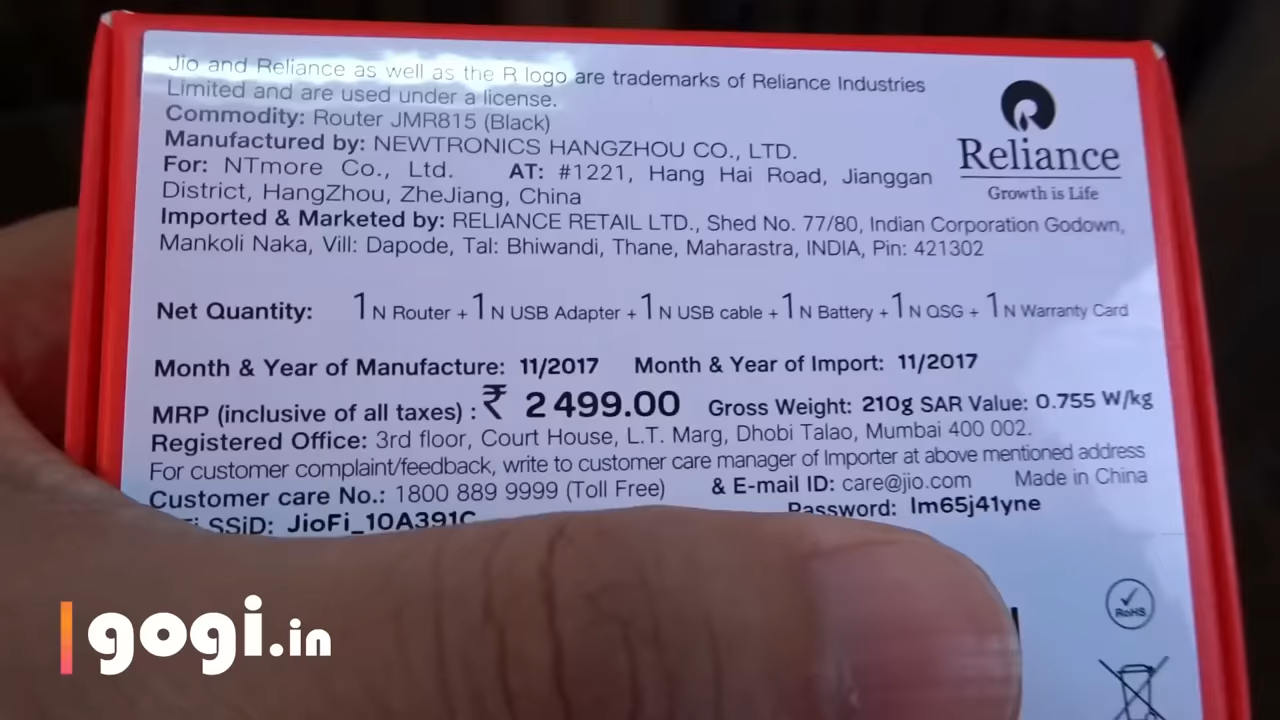 Jio and Reliance as well as the R logo are trademarks of Reliance Industries
Limited and are used under a license.
Commodity: Router JMR815 (Black)
Manufactured by: NEWTRONICS HANGZHOU CO., LTD.
For: NTmore Co., Ltd. AT: #1221, Hang Hai Road, Jianggan
District, HangZhou, ZheJiang, China
Reliance
Growth is Life
Imported & Marketed by: RELIANCE RETAIL LTD., Shed No. 77/80, Indian Corporation Godown,
Mankoli Naka, Vill: Dapode, Tal: Bhiwandi, Thane, Maharastra, INDIA, Pin: 421302
Net Quantity: 1 N Router + 1 N USB Adapter + 1 N USB cable + 1 N Battery + 1 N QSG + 1 N Warranty Card
Month & Year of Manufacture: 11/2017 Month & Year of Import: 11/2017
MRP (inclusive of all taxes) : ₹ 2499.00 Gross Weight: 210g SAR Value: 0.755 W/kg
Registered Office: 3rd floor, Court House, L.T. Marg, Dhobi Talao, Mumbai 400 002.
For customer complaint/feedback, write to customer care manager of Importer at above mentioned address
Customer care No.: 1800 889 9999 (Toll Free) & E-mail ID: care@jio.com Made in China
SSiD: JioFi_10A391C Password: lm65j41yne
RoHS
gogi.in